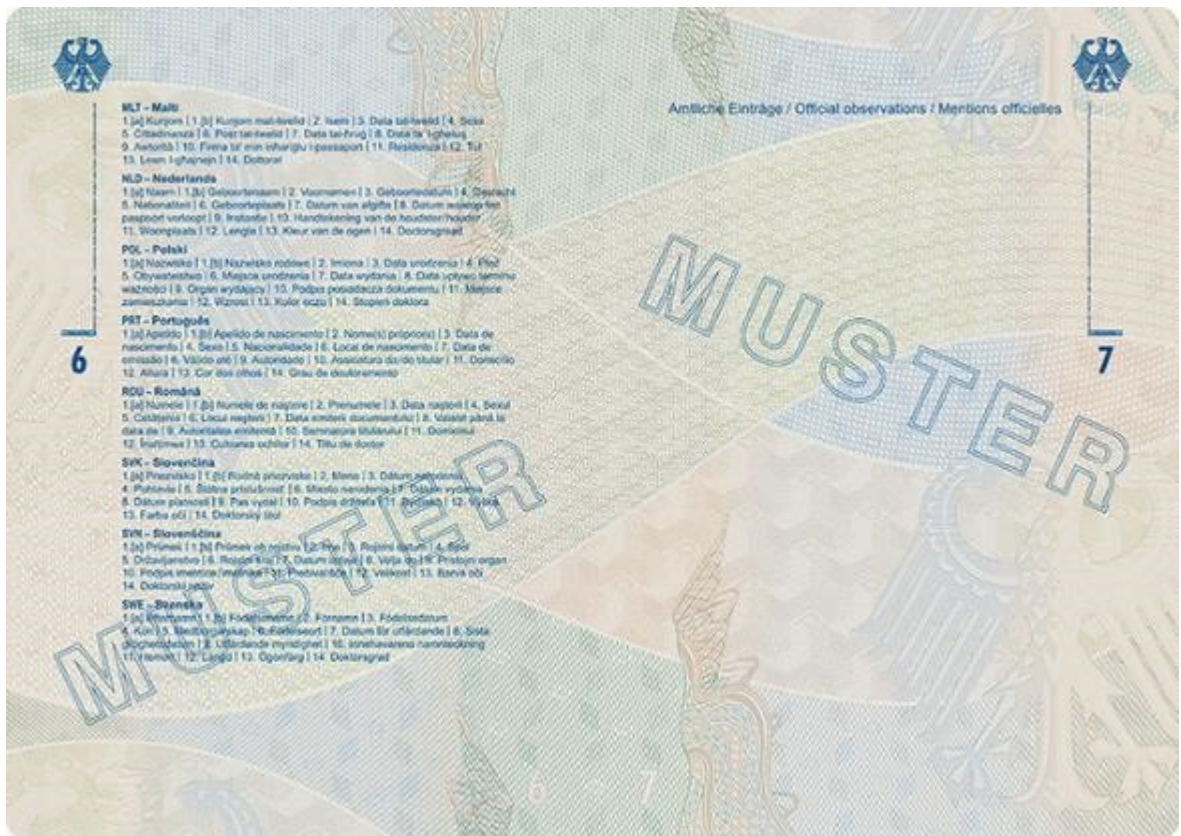 MLT – Malti
1.[a] Kunjom | 1.[b] Kunjom mat-twelid | 2. Isem | 3. Data tat-twelid | 4. Sess
5. Ċittadinanza | 6. Post tat-twelid | 7. Data tal-ħruġ | 8. Data ta'
9. Awtorità | 10. Firma ta' min inħariġlu l-passaport | 11. Residenza | 12. Tul
13. Lewn l-għajnejn | 14. Dottorat
NLD – Nederlands
1.[a] Naam | 1.[b] Geboortenaam | 2. Voornamen | 3. Geboortedatum | 4. Geslacht
5. Nationaliteit | 6. Geboorteplaats | 7. Datum van afgifte | 8. Datum waarop het
paspoort verloopt | 9. Instantie | 10. Handtekening van de houdster/houder
11. Woonplaats | 12. Lengte | 13. Kleur van de ogen | 14. Doctorsgraad
POL – Polski
1.[a] Nazwisko | 1.[b] Nazwisko rodowe | 2. Imiona | 3. Data urodzenia | 4. Płeć
5. Obywatelstwo | 6. Miejsce urodzenia | 7. Data wydania | 8. Data upływu terminu
ważności | 9. Organ wydający | 10. Podpis posiadacza dokumentu | 11. Miejsce
zamieszkania | 12. Wzrost | 13. Kolor oczu | 14. Stopień doktora
PRT – Português
1.[a] Apelido | 1.[b] Apelido de nascimento | 2. Nome(s) próprio(s) | 3. Data de
nascimento | 4. Sexo | 5. Nacionalidade | 6. Local de nascimento | 7. Data de
emissão | 8. Válido até | 9. Autoridade | 10. Assinatura da/do titular | 11. Domicílio
12. Altura | 13. Cor dos olhos | 14. Grau de doutoramento
ROU – Română
1.[a] Numele | 1.[b] Numele de naștere | 2. Prenumele | 3. Data nașterii | 4. Sexul
5. Cetățenia | 6. Locul nașterii | 7. Data emiterii documentului | 8. Valabil până la
data de | 9. Autoritatea emitentă | 10. Semnătura titularului | 11. Domiciliul
12. Înălțimea | 13. Culoarea ochilor | 14. Titlu de doctor
SVK – Slovenčina
1.[a] Priezvisko | 1.[b] Rodné priezvisko | 2. Meno | 3. Dátum narodenia
4. Pohlavie | 5. Štátna príslušnosť | 6. Miesto narodenia | 7. Dátum vydania
8. Dátum platnosti | 9. Pas vydal | 10. Podpis držiteľa | 11. Bydlisko | 12. Výška
13. Farba očí | 14. Doktorský titul
SVN – Slovenščina
1.[a] Priimek | 1.[b] Priimek ob rojstvu | 2. Ime | 3. Rojstni datum | 4. Spol
5. Državljanstvo | 6. Rojstni kraj | 7. Datum izdaje | 8. Velja do | 9. Pristojni organ
10. Podpis imetnice/imetnika | 11. Prebivališče | 12. Velikost | 13. Barva oči
14. Doktorski naziv
SWE – Svenska
1.[a] Efternamn | 1.[b] Födelsenamn | 2. Förnamn | 3. Födelsedatum
4. Kön | 5. Medborgarskap | 6. Födelseort | 7. Datum för utfärdande | 8. Sista
giltighetsdatum | 9. Utfärdande myndighet | 10. Innehavarens namnteckning
11. Hemort | 12. Längd | 13. Ögonfärg | 14. Doktorsgrad
6
MUSTER
Amtliche Einträge / Official observations / Mentions officielles
7
MUSTER
6
7